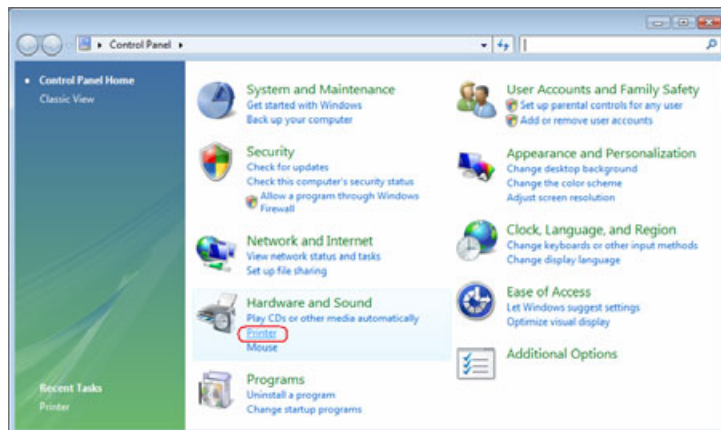 Control Panel
Control Panel Home
Classic View
System and Maintenance
Get started with Windows
Back up your computer
Security
Check for updates
Check this computer's security status
Allow a program through Windows
Firewall
Network and Internet
View network status and tasks
Set up file sharing
Hardware and Sound
Play CDs or other media automatically
Printer
Mouse
Programs
Uninstall a program
Change startup programs
User Accounts and Family Safety
Set up parental controls for any user
Add or remove user accounts
Appearance and Personalization
Change desktop background
Change the color scheme
Adjust screen resolution
Clock, Language, and Region
Change keyboards or other input methods
Change display language
Ease of Access
Let Windows suggest settings
Optimize visual display
Additional Options
Recent Tasks
Printer